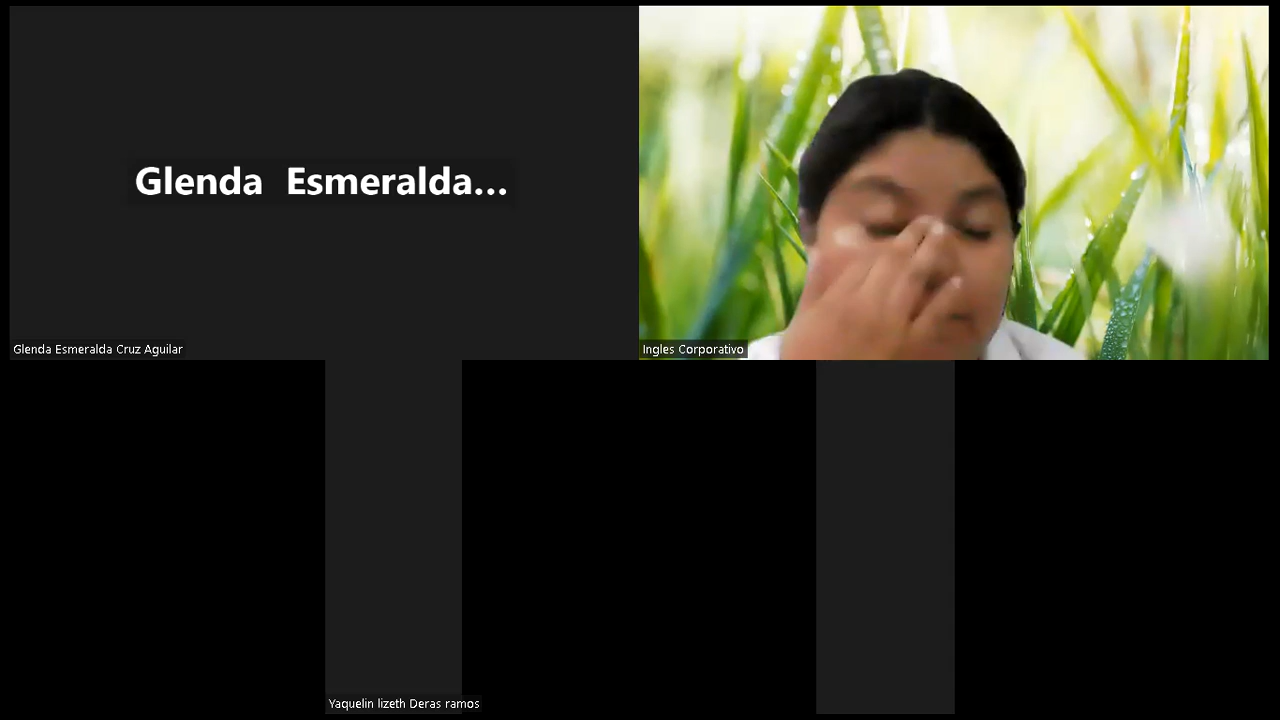 Glenda Esmeralda...
Glenda Esmeralda Cruz Aguilar
Ingles Corporativo
Yaquelin lizeth Deras ramos